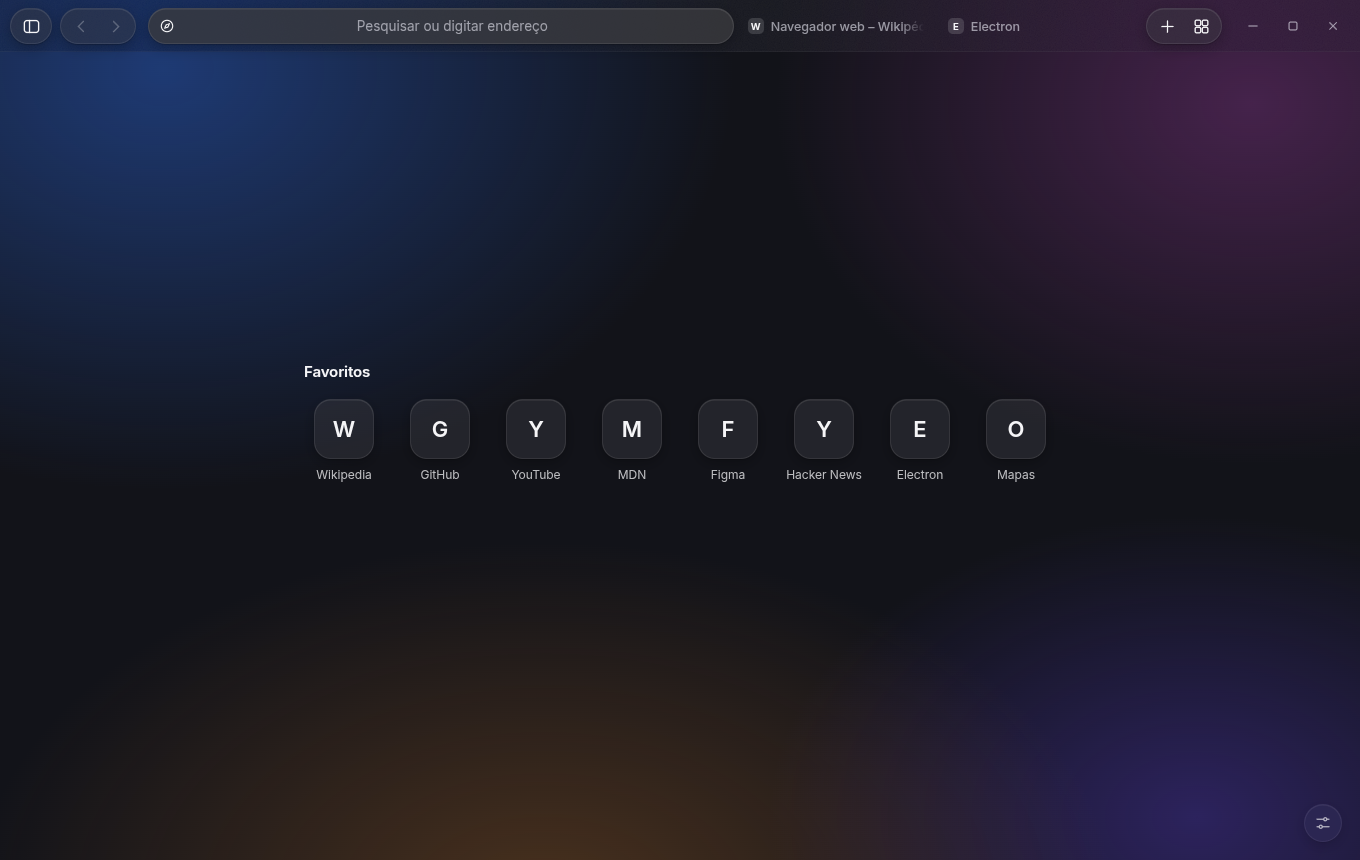 Pesquisar ou digitar endereço
W Navegador web – Wikipé
E Electron
Favoritos
W G Y M F Y E O
Wikipedia GitHub YouTube MDN Figma Hacker News Electron Mapas